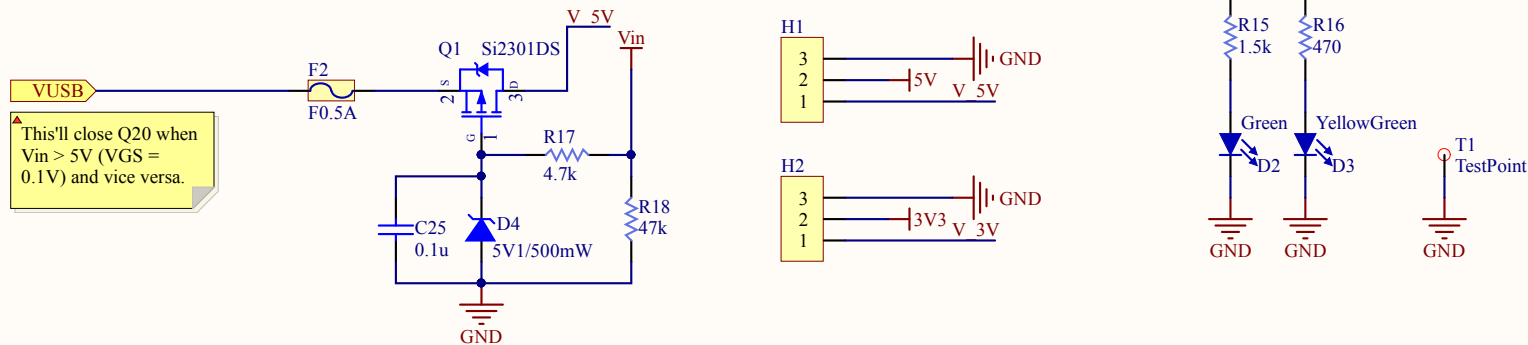 VUSB
This'll close Q20 when
Vin > 5V (VGS =
0.1V) and vice versa.
F2
F0.5A
Q1
Si2301DS
S
2
D
3
G
1
V_5V
Vin
R17
4.7k
R18
47k
C25
0.1u
D4
5V1/500mW
GND
H1
3
2
1
GND
5V
V_5V
H2
3
2
1
GND
3V3
V_3V
R15
1.5k
R16
470
Green
D2
YellowGreen
D3
GND
GND
T1
TestPoint
GND